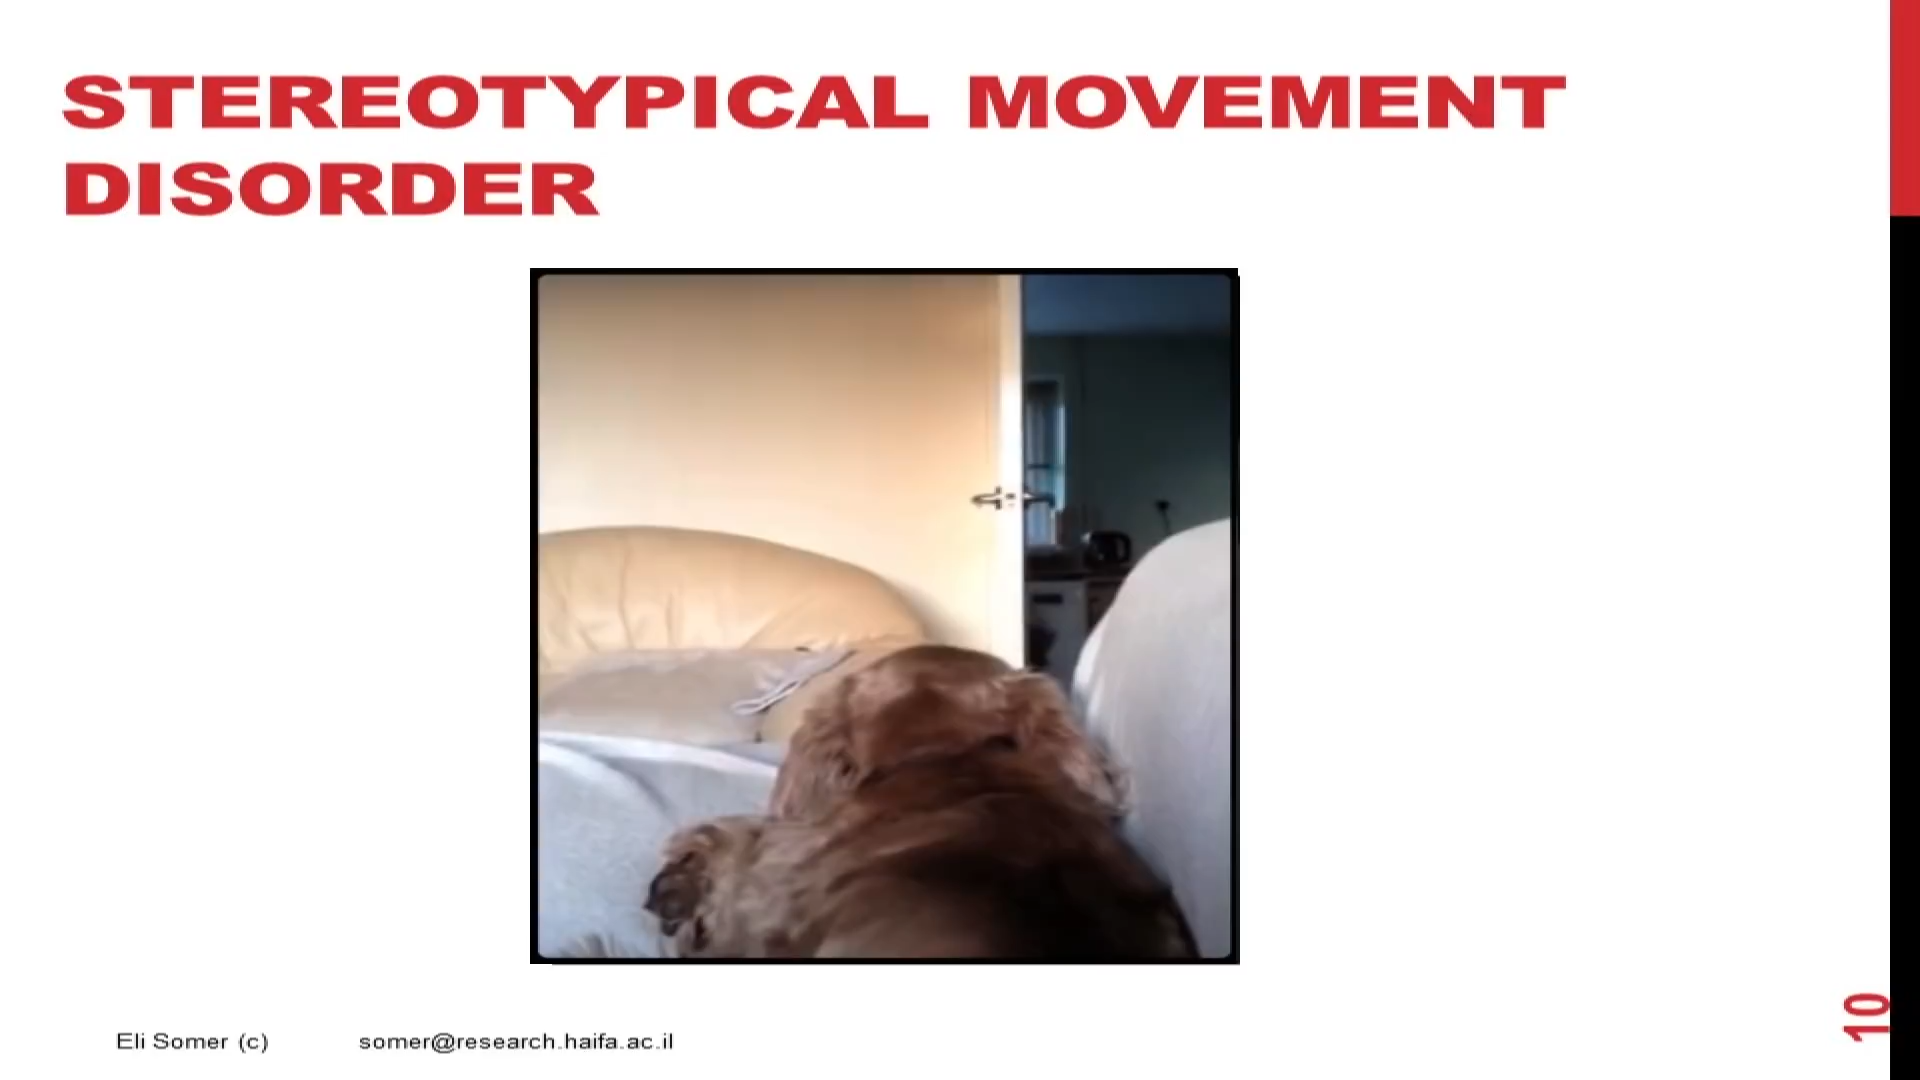 STEREOTYPICAL MOVEMENT
DISORDER
Eli Somer (c) somer@research.haifa.ac.il
10